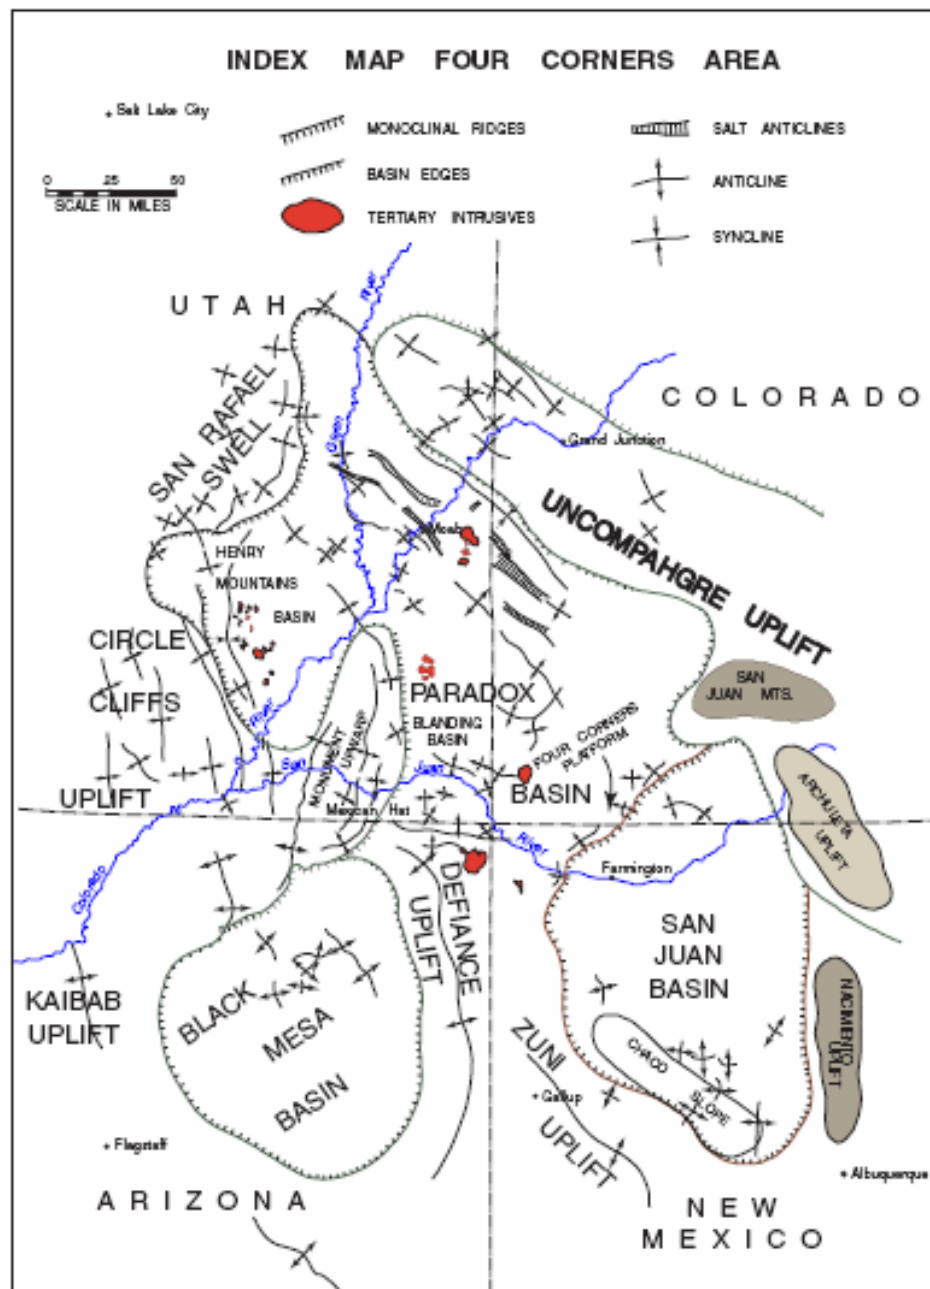 INDEX MAP FOUR CORNERS AREA
Salt Lake City
MONOCLINAL RIDGES
SALT ANTICLINES
BASIN EDGES
ANTICLINE
0 25 50
SCALE IN MILES
TERTIARY INTRUSIVES
SYNCLINE
UTAH
River
Green
COLORADO
SAN RAFAEL
SWELL
Grand Junction
UNCOMPAHGRE UPLIFT
Moab
HENRY
MOUNTAINS
BASIN
CIRCLE
CLIFFS
UPLIFT
SAN
JUAN MTS.
PARADOX
BASIN
BLANDING
BASIN
FOUR CORNERS
PLATFORM
MONUMENT
UPWARP
River
Colorado
San
Juan
River
Mexican Hat
ARCHULETA
UPLIFT
Farmington
DEFIANCE
UPLIFT
SAN
JUAN
BASIN
KAIBAB
UPLIFT
BLACK
MESA
BASIN
NACIMIENTO
UPLIFT
CHACO
SLOPE
ZUNI
UPLIFT
Gallup
Flagstaff
Albuquerque
ARIZONA
NEW
MEXICO